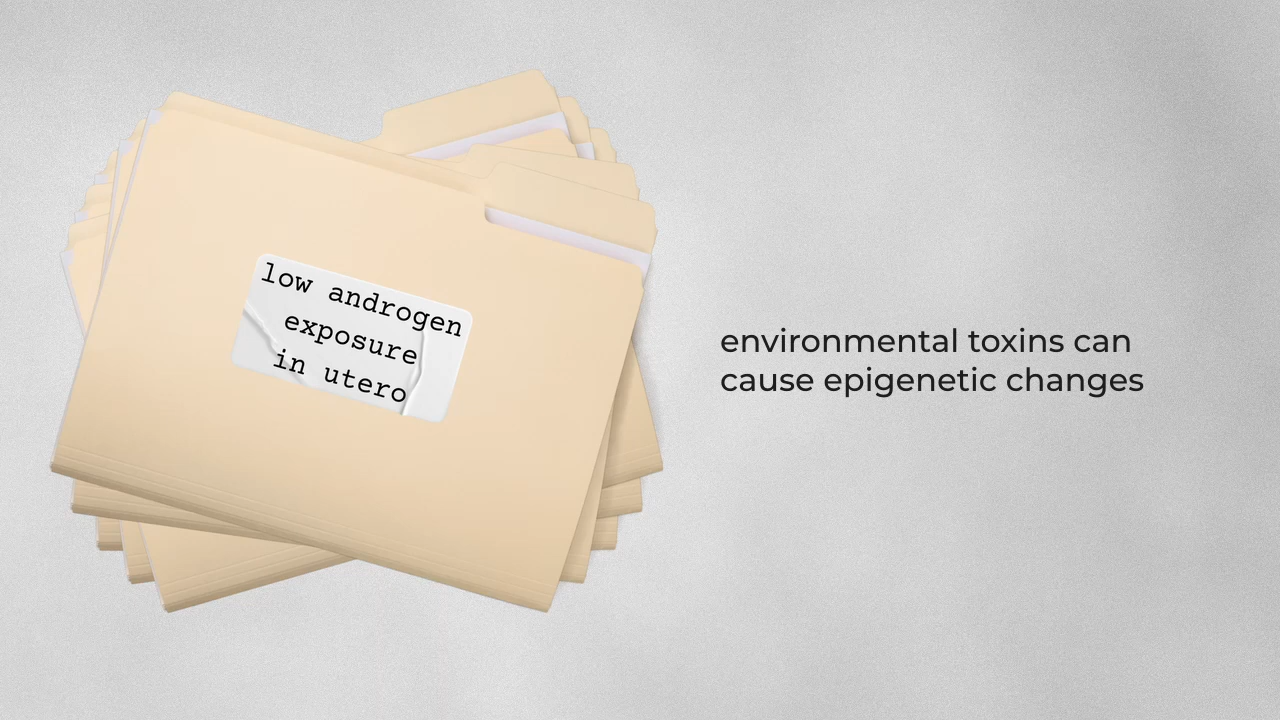 low androgen
exposure
in utero
environmental toxins can
cause epigenetic changes